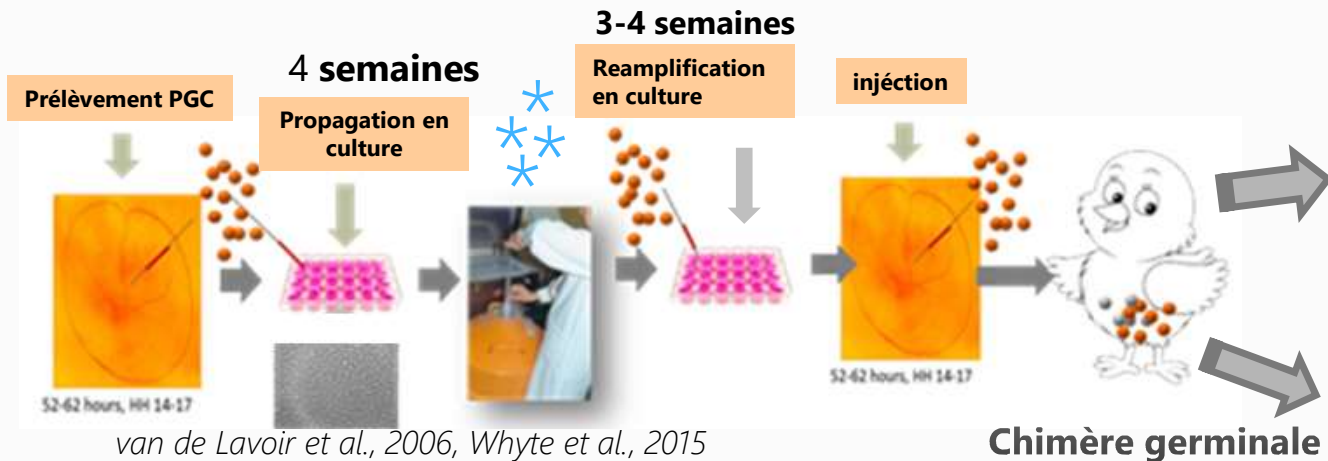 3-4 semaines
4 semaines
Prélèvement PGC
Propagation en
culture
Reamplification
en culture
injéction
52-62 hours, HH 14-17
52-62 hours, HH 14-17
van de Lavoir et al., 2006, Whyte et al., 2015
Chimère germinale